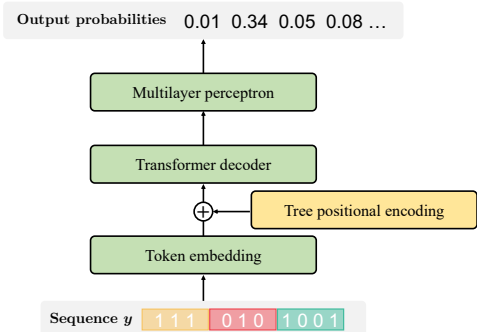 Output probabilities 0.01 0.34 0.05 0.08 ...
Multilayer perceptron
Transformer decoder
+
Tree positional encoding
Token embedding
Sequence y 1 1 1 0 1 0 1 0 0 1